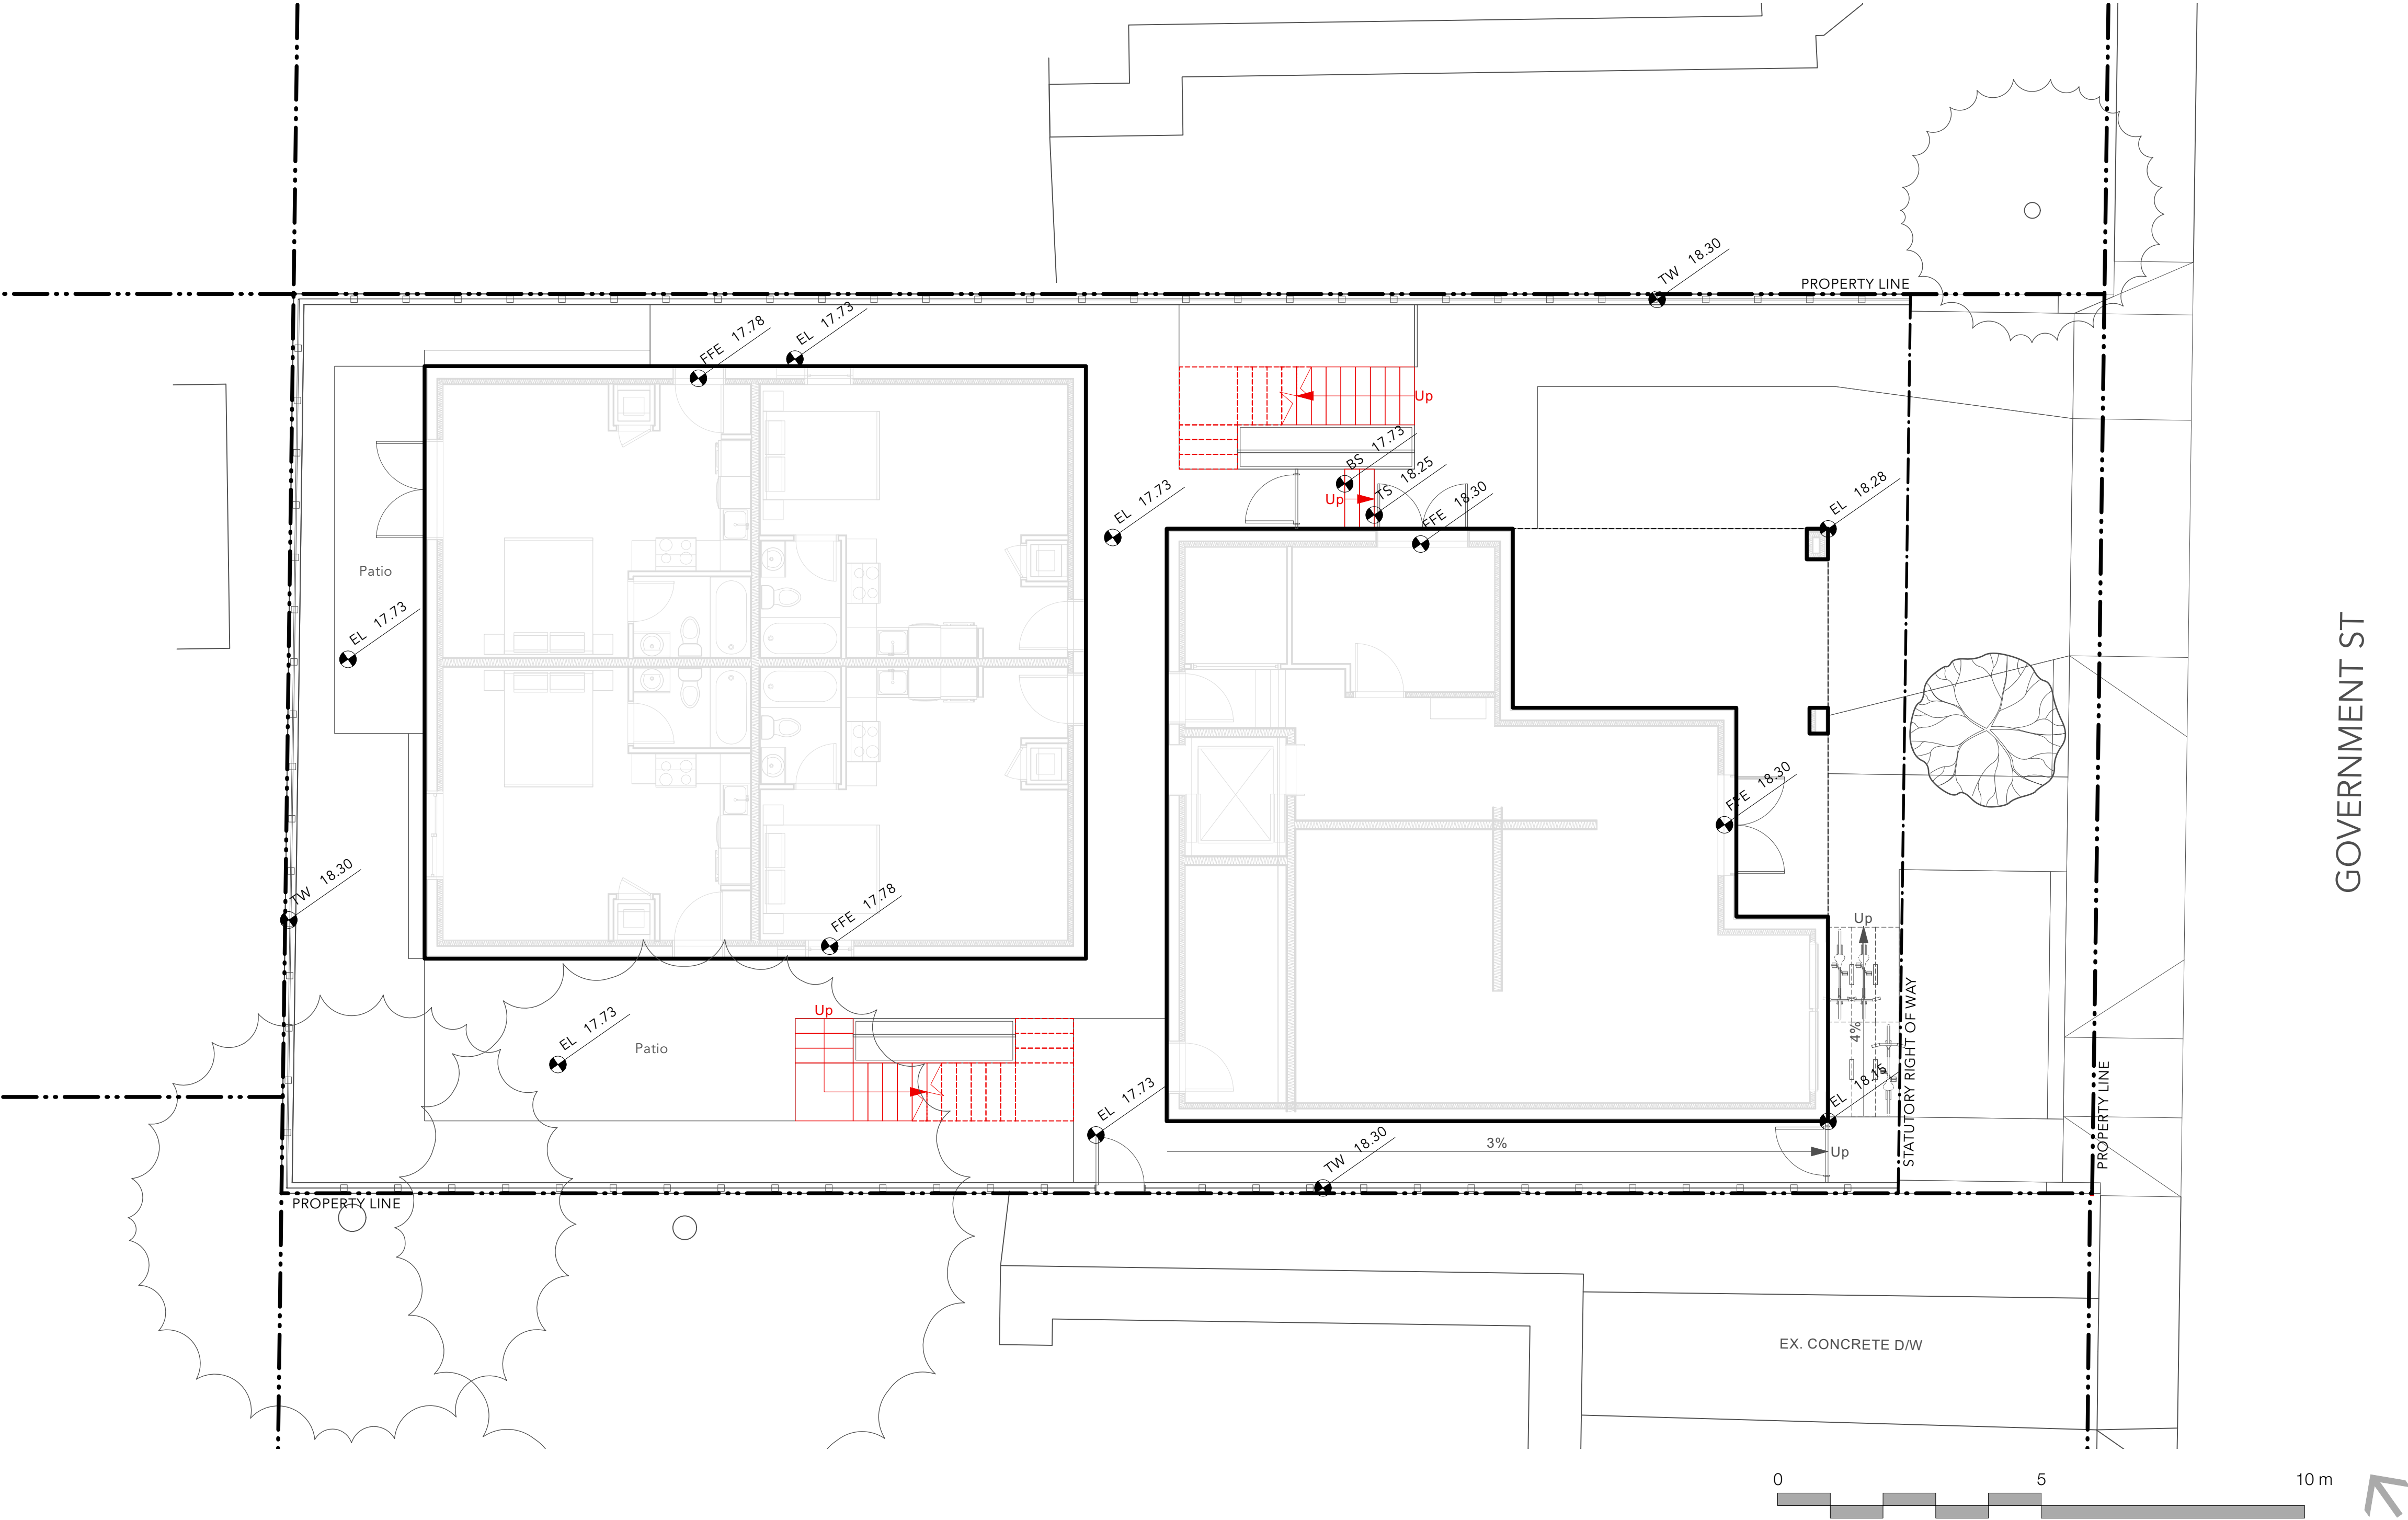 TW 18.30
PROPERTY LINE
EL 17.73
FFE 17.78
Up
BS 17.73
TS 18.25
Up
FFE 18.30
EL 17.73
EL 18.28
Patio
EL 17.73
GOVERNMENT ST
FFE 18.30
TW 18.30
FFE 17.78
Up
Up
EL 17.73
Patio
4%
STATUTORY RIGHT OF WAY
EL 18.15
EL 17.73
PROPERTY LINE
TW 18.30
3%
Up
PROPERTY LINE
EX. CONCRETE D/W
0 5 10 m